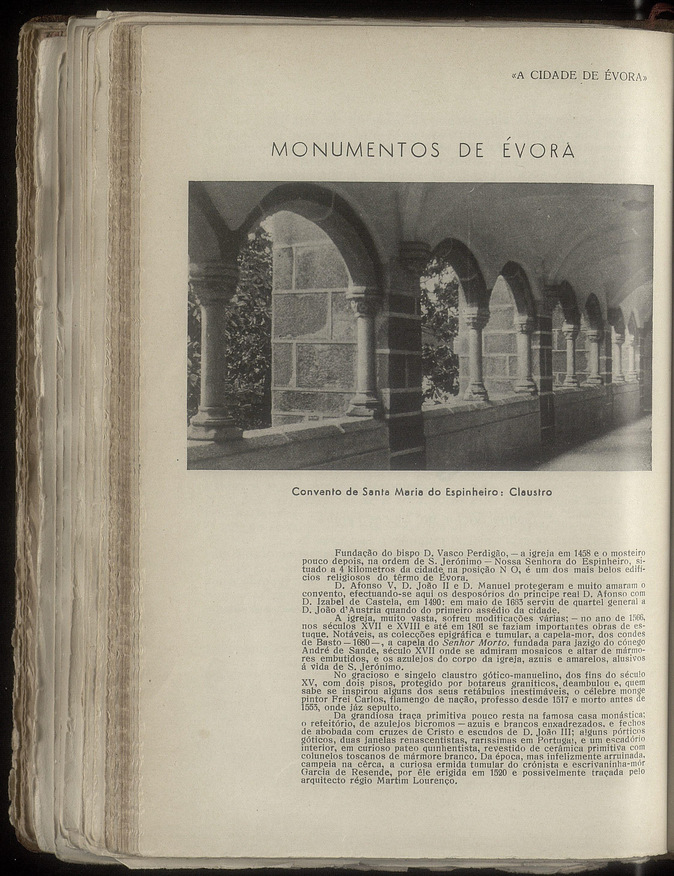 «A CIDADE DE ÉVORA»
MONUMENTOS DE ÉVORA
Convento de Santa Maria do Espinheiro: Claustro
Fundação do bispo D. Vasco Perdigão, — a igreja em 1458 e o mosteiro
pouco depois, na ordem de S. Jerónimo — Nossa Senhora do Espinheiro, si-
tuado a 4 kilometros da cidade na posição N O, é um dos mais belos edifí-
cios religiosos do têrmo de Évora.
D. Afonso V, D. João II e D. Manuel protegeram e muito amaram o
convento, efectuando-se aqui os desposórios do principe real D. Afonso com
D. Izabel de Castela, em 1490; em maio de 1663 serviu de quartel general a
D. João d'Austria quando do primeiro assédio da cidade.
A igreja, muito vasta, sofreu modificações várias; — no ano de 1566,
nos séculos XVII e XVIII e até em 1801 se faziam importantes obras de es-
tuque. Notáveis, as colecções epigráfica e tumular, a capela-mor, dos condes
de Basto — 1680 —, a capela do Senhor Morto, fundada para jazigo do cónego
André de Sande, século XVII onde se admiram mosaicos e altar de mármo-
res embutidos, e os azulejos do corpo da igreja, azuis e amarelos, alusivos
á vida de S. Jerónimo.
No gracioso e singelo claustro gótico-manuelino, dos fins do século
XV, com dois pisos, protegido por botareus graniticos, deambulou e, quem
sabe se inspirou alguns dos seus retábulos inestimáveis, o célebre monge
pintor Frei Carlos, flamengo de nação, professo desde 1517 e morto antes de
1553, onde jáz sepulto.
Da grandiosa traça primitiva pouco resta na famosa casa monástica:
o refeitório, de azulejos bicromos — azuis e brancos enxadrezados, e fechos
de abobada com cruzes de Cristo e escudos de D. João III; alguns pórticos
góticos, duas janelas renascentistas, rarissimas em Portugal, e um escadório
interior, em curioso pateo quinhentista, revestido de cerâmica primitiva com
colunelos toscanos de mármore branco. Da época, mas infelizmente arruinada,
campeia na cêrca, a curiosa ermida tumular do crónista e escrivaninha-mór
Garcia de Resende, por êle erigida em 1520 e possivelmente traçada pelo
arquitecto régio Martim Lourenço.